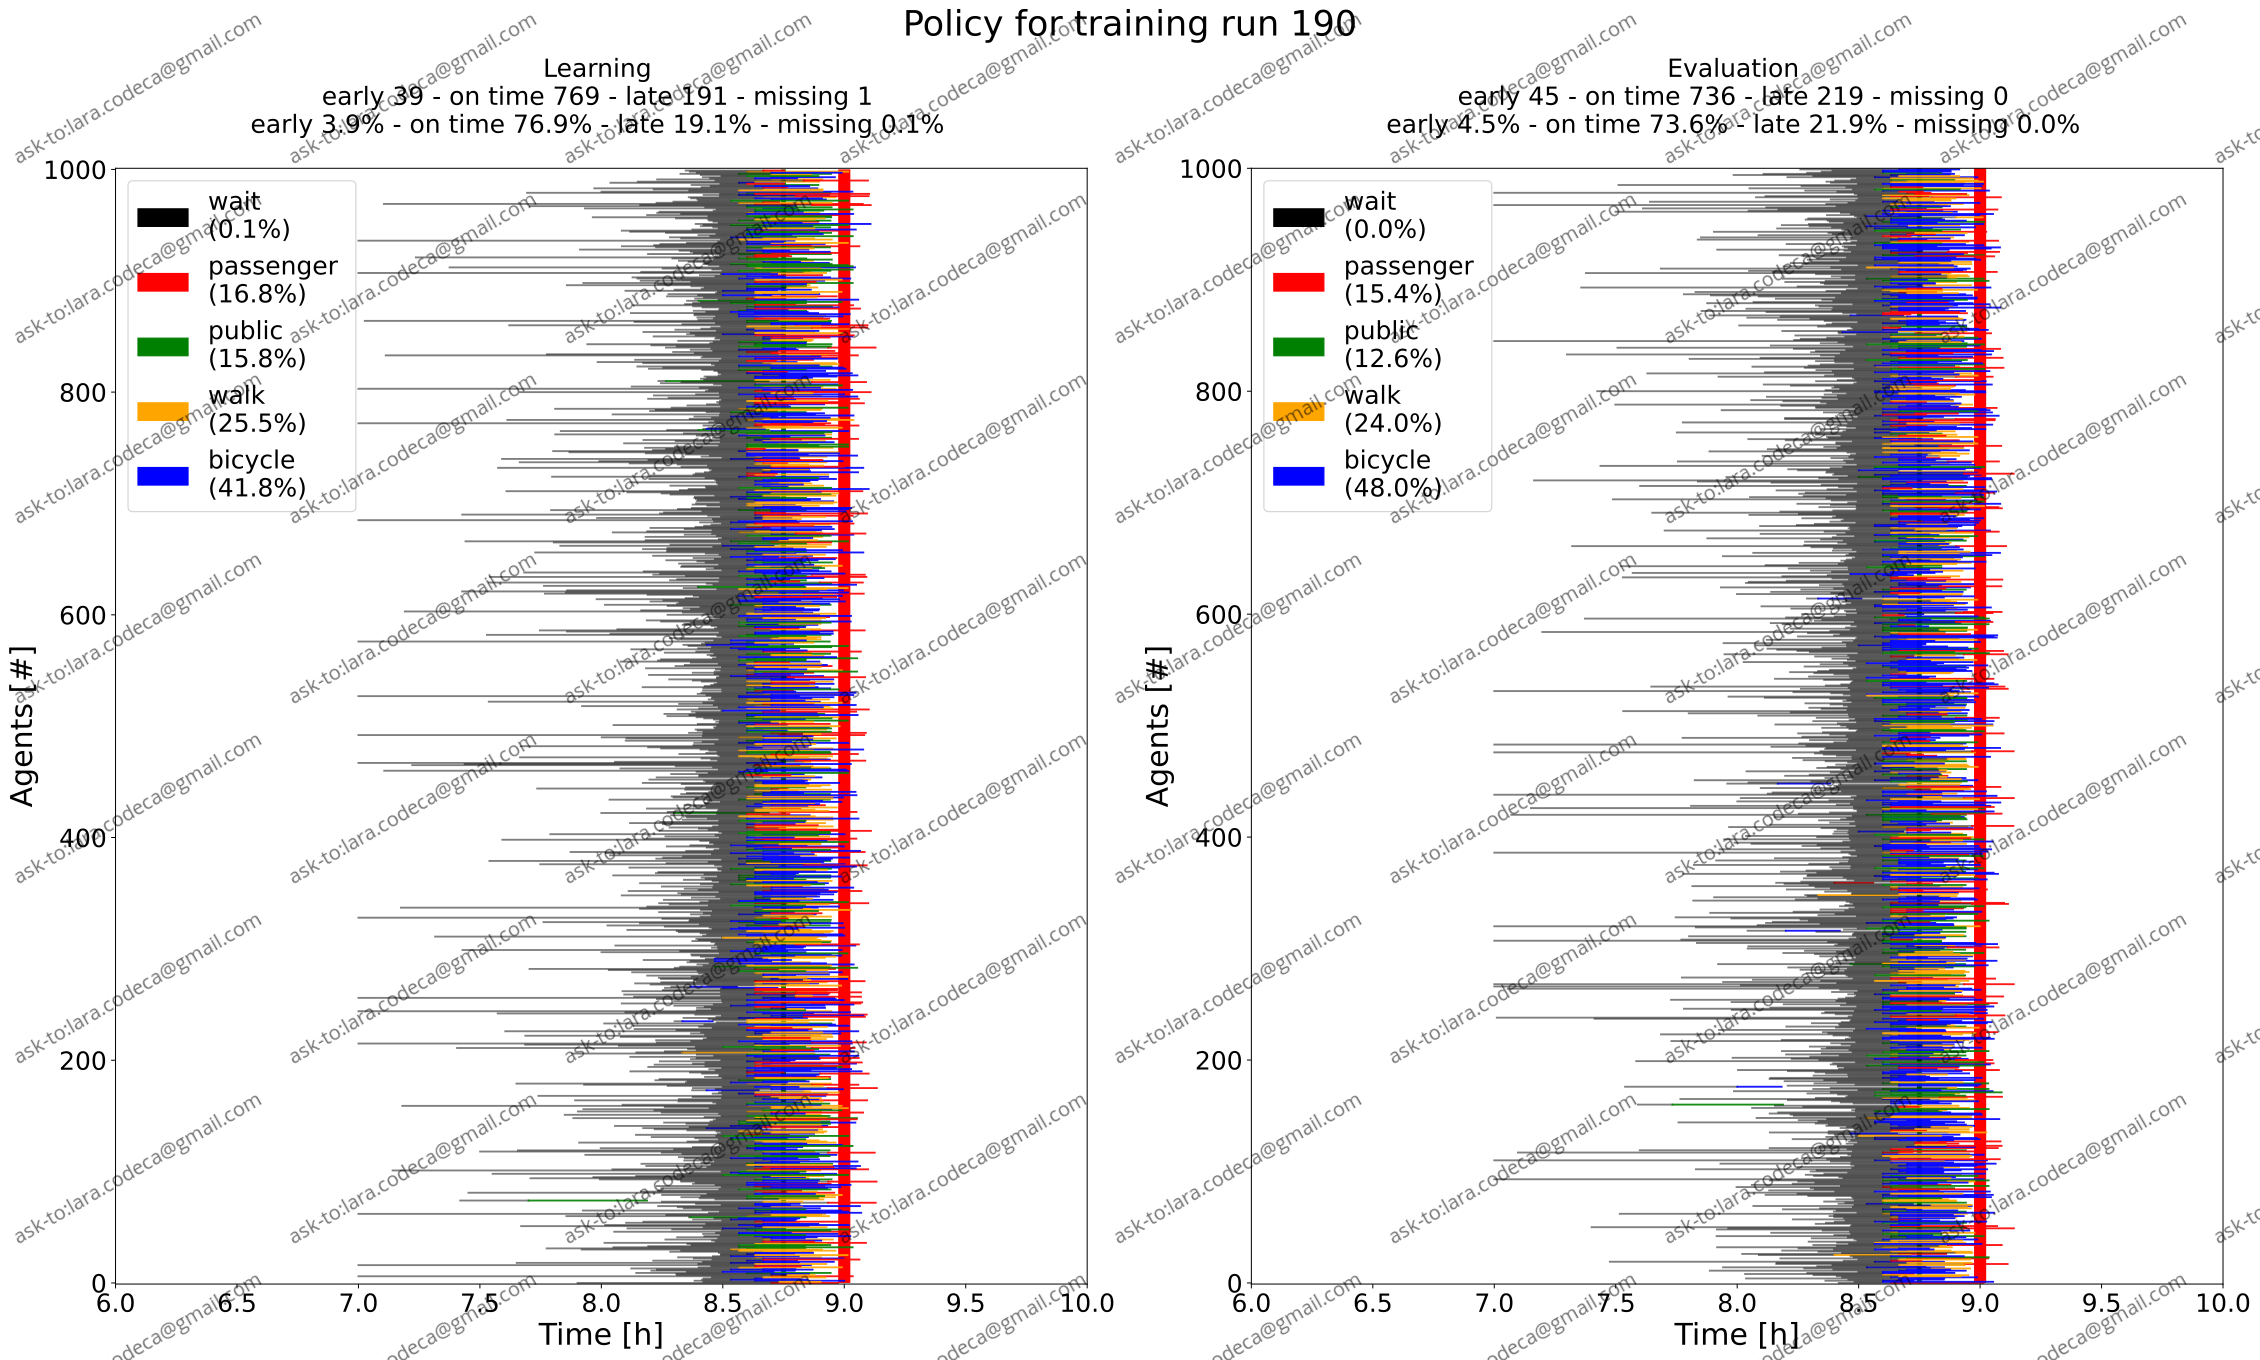 Policy for training run 190
Learning
early 39 - on time 769 - late 191 - missing 1
early 3.9% - on time 76.9% - late 19.1% - missing 0.1%
1000
800
600
400
200
0
Agents [#]
wait
(0.1%)
passenger
(16.8%)
public
(15.8%)
walk
(25.5%)
bicycle
(41.8%)
6.0 6.5 7.0 7.5 8.0 8.5 9.0 9.5 10.0
Time [h]
Evaluation
early 45 - on time 736 - late 219 - missing 0
early 4.5% - on time 73.6% - late 21.9% - missing 0.0%
1000
800
600
400
200
0
Agents [#]
wait
(0.0%)
passenger
(15.4%)
public
(12.6%)
walk
(24.0%)
bicycle
(48.0%)
6.0 6.5 7.0 7.5 8.0 8.5 9.0 9.5 10.0
Time [h]
ask-to:lara.codeca@gmail.com